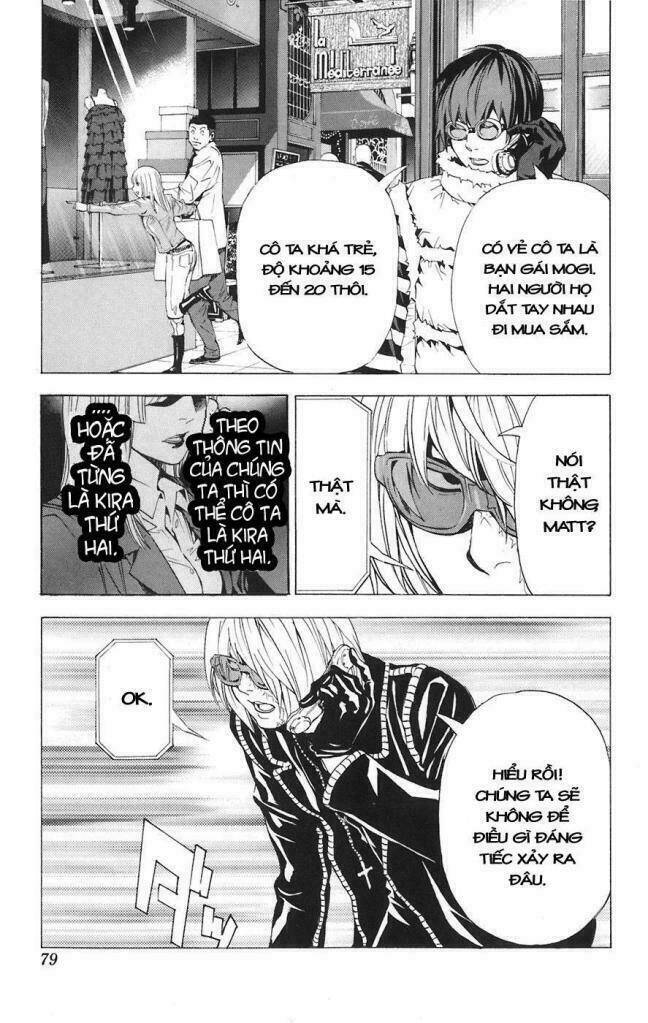 La
Méditerranée
CÓ VẺ CÔ TA LÀ
BẠN GÁI MOGI.
HAI NGƯỜI HỌ
DẮT TAY NHAU
ĐI MUA SẮM.
CÔ TA KHÁ TRẺ,
ĐỘ KHOẢNG 15
ĐẾN 20 THÔI.
NÓI
THẬT
KHÔNG,
MATT?
THẬT
MÀ.
THEO
THÔNG TIN
CỦA CHÚNG
TA THÌ CÓ
THỂ CÔ TA
LÀ KIRA
THỨ HAI,
....
HOẶC
ĐÃ
TỪNG
LÀ KIRA
THỨ
HAI.
HIỂU RỒI!
CHÚNG TA SẼ
KHÔNG ĐỂ
ĐIỀU GÌ ĐÁNG
TIẾC XẢY RA
ĐÂU.
OK.
79